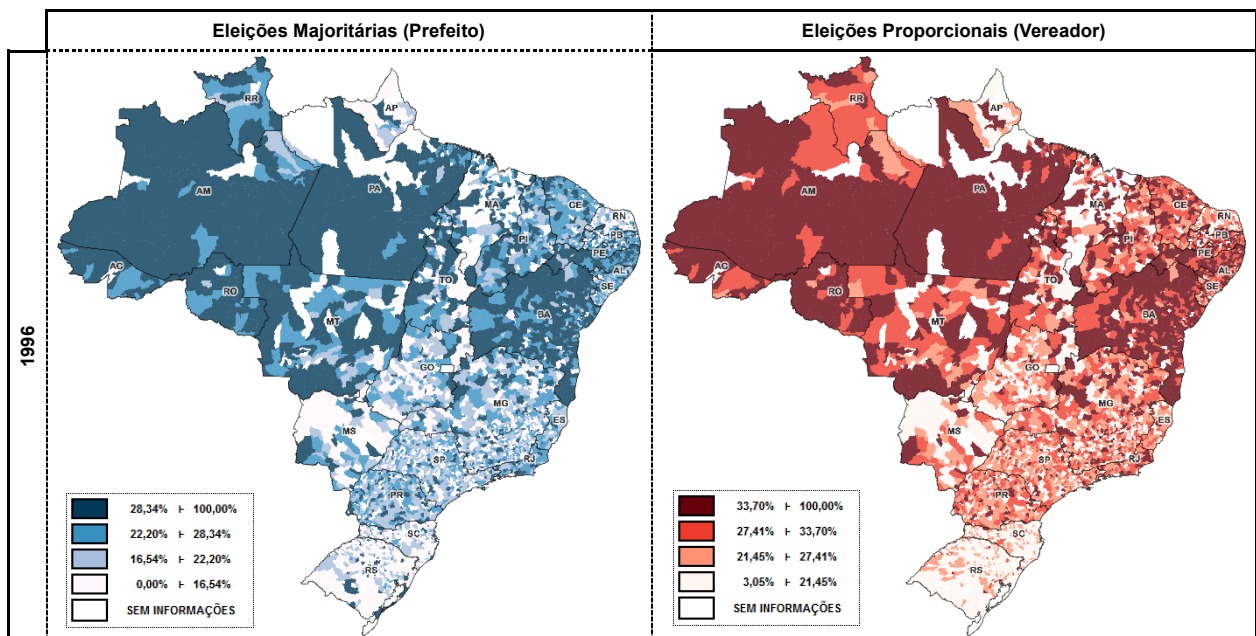 Eleições Majoritárias (Prefeito)
Eleições Proporcionais (Vereador)
1996
RR
AP
AM
PA
MA
CE
RN
PB
PI
PE
AL
SE
AC
RO
TO
BA
MT
GO
MG
ES
MS
SP
RJ
PR
SC
RS
28,34% Ⱶ 100,00%
22,20% Ⱶ 28,34%
16,54% Ⱶ 22,20%
0,00% Ⱶ 16,54%
SEM INFORMAÇÕES
RR
AP
AM
PA
MA
CE
RN
PB
PI
PE
AL
SE
AC
RO
TO
BA
MT
GO
MG
ES
MS
SP
RJ
PR
SC
RS
33,70% Ⱶ 100,00%
27,41% Ⱶ 33,70%
21,45% Ⱶ 27,41%
3,05% Ⱶ 21,45%
SEM INFORMAÇÕES